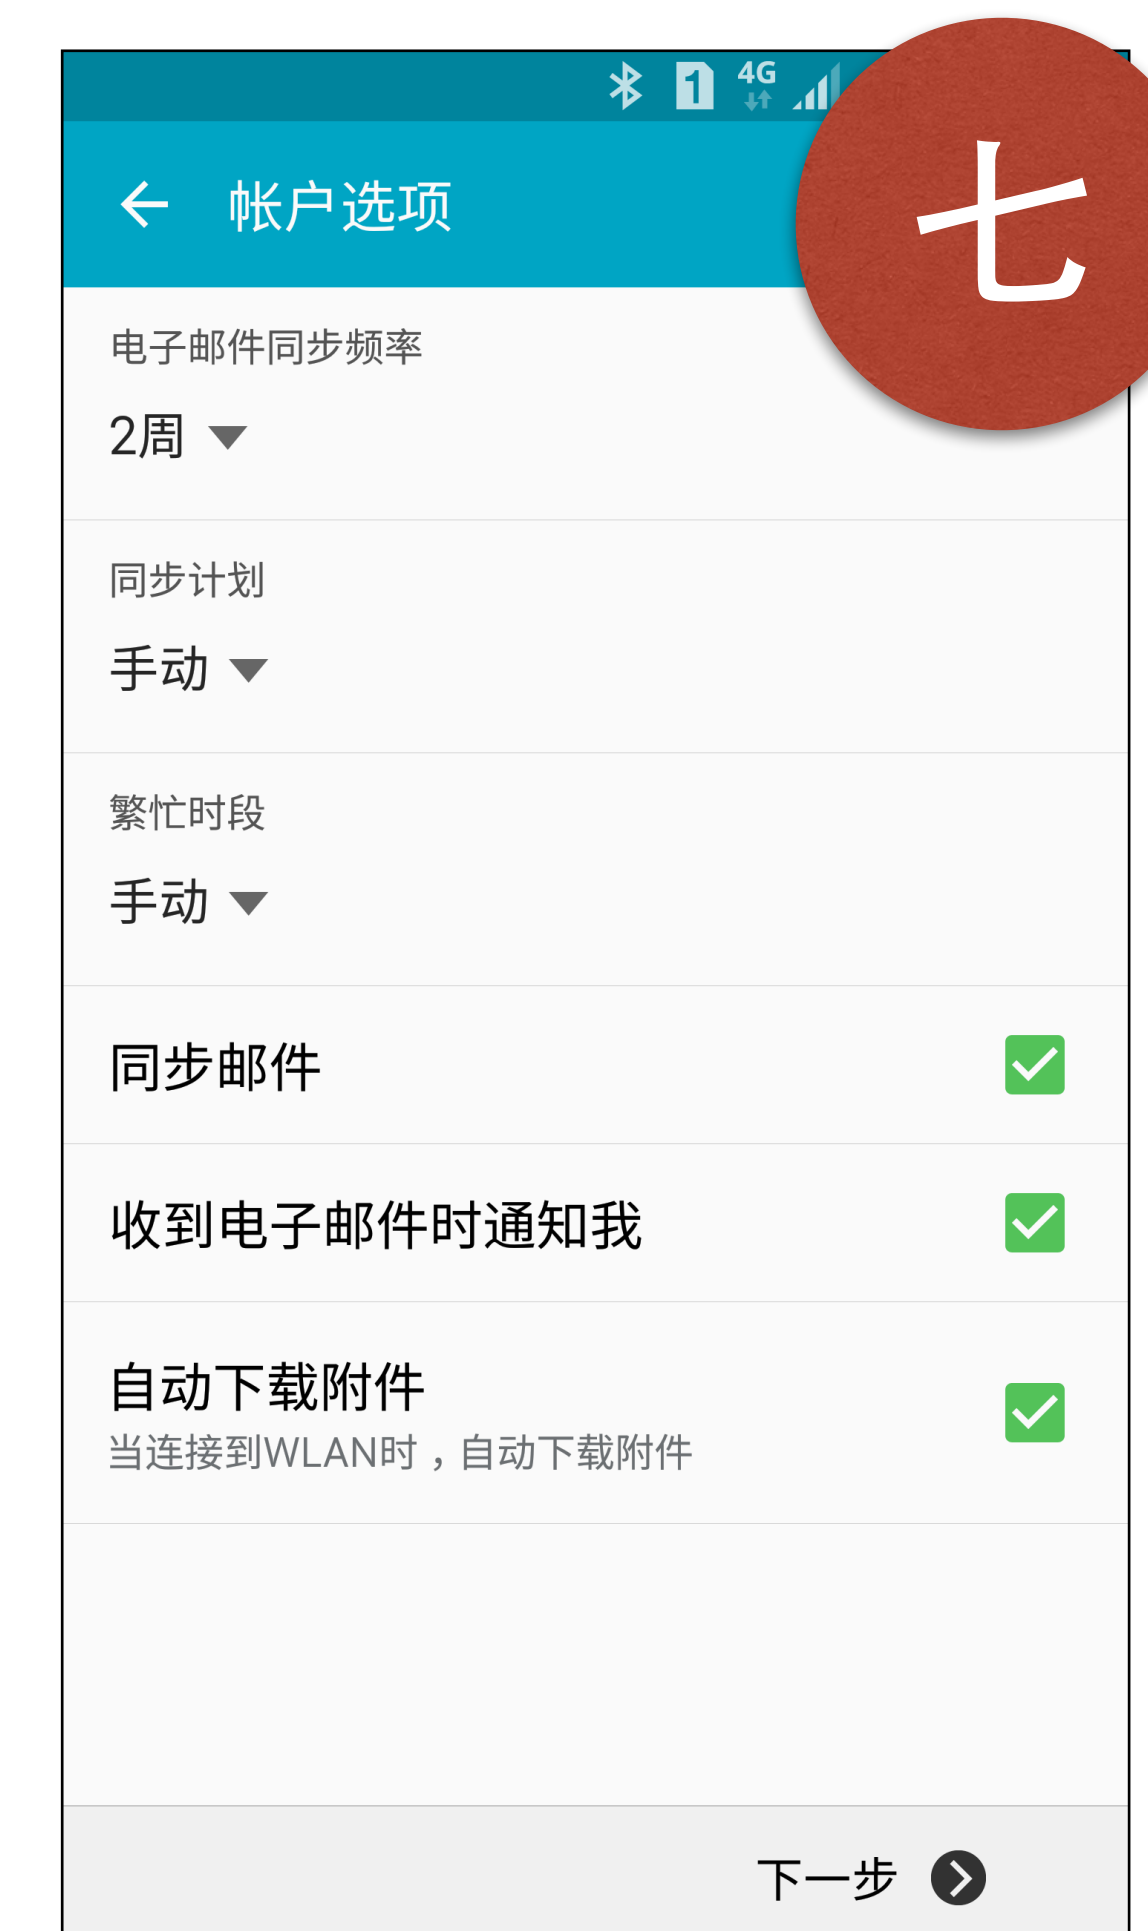 1 4G
七
帐户选项
电子邮件同步频率
2周
同步计划
手动
繁忙时段
手动
同步邮件
收到电子邮件时通知我
自动下载附件
当连接到WLAN时，自动下载附件
下一步